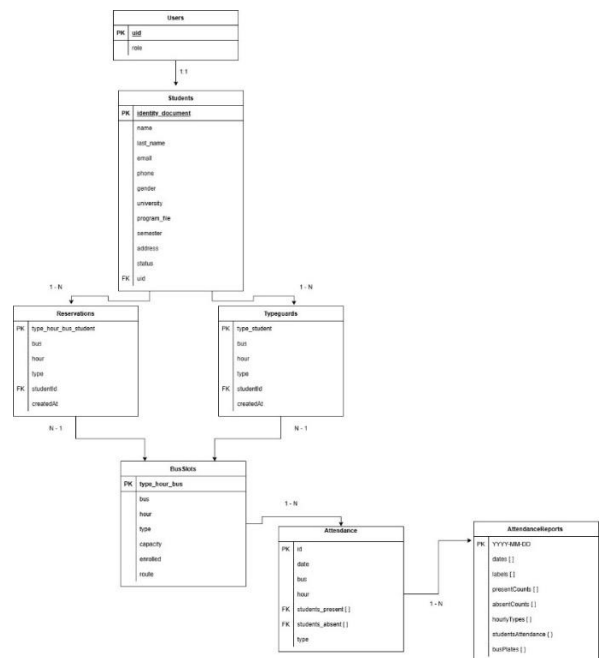 Users
PK uid
role
1:1
Students
PK identity_document
name
last_name
email
phone
gender
university
program_file
semester
address
status
FK uid
1 - N
1 - N
Reservations
PK type_hour_bus_student
bus
hour
type
FK studentId
createdAt
Typeguards
PK type_student
bus
hour
type
FK studentId
createdAt
N - 1
N - 1
BusSlots
PK type_hour_bus
bus
hour
type
capacity
enrolled
route
1 - N
Attendance
PK id
date
bus
hour
FK students_present [ ]
FK students_absent [ ]
type
1 - N
AttendanceReports
PK YYYY-MM-DD
dates [ ]
labels [ ]
presentCounts [ ]
absentCounts [ ]
hourlyTypes [ ]
studentsAttendance [ ]
busPlates [ ]